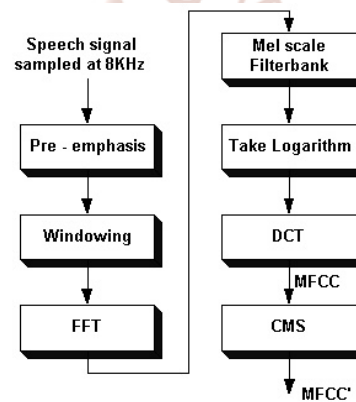 Speech signal
sampled at 8KHz
Pre - emphasis
Windowing
FFT
Mel scale
Filterbank
Take Logarithm
DCT
MFCC
CMS
MFCC'